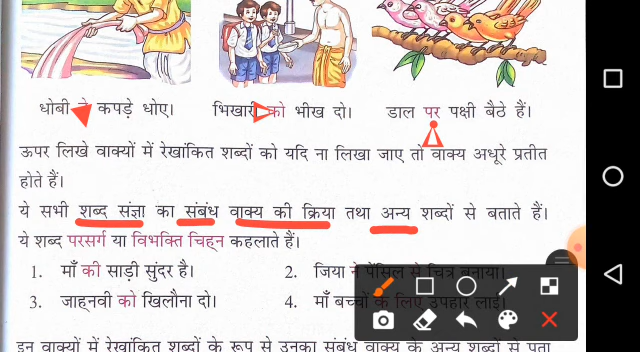 धोबी ने कपड़े धोए।
भिखारी को भीख दो।
डाल पर पक्षी बैठे हैं।
ऊपर लिखे वाक्यों में रेखांकित शब्दों को यदि ना लिखा जाए तो वाक्य अधूरे प्रतीत
होते हैं।
ये सभी शब्द संज्ञा का संबंध वाक्य की क्रिया तथा अन्य शब्दों से बताते हैं।
ये शब्द परसर्ग या विभक्ति चिह्न कहलाते हैं।
1. माँ की साड़ी सुंदर है।
2. जिया ने पेंसिल से चित्र बनाया।
3. जाह्नवी को खिलौना दो।
4. माँ बच्चों के लिए उपहार लाई।
इन वाक्यों में रेखांकित शब्दों के रूप से उनका संबंध वाक्य के अन्य शब्दों से पता